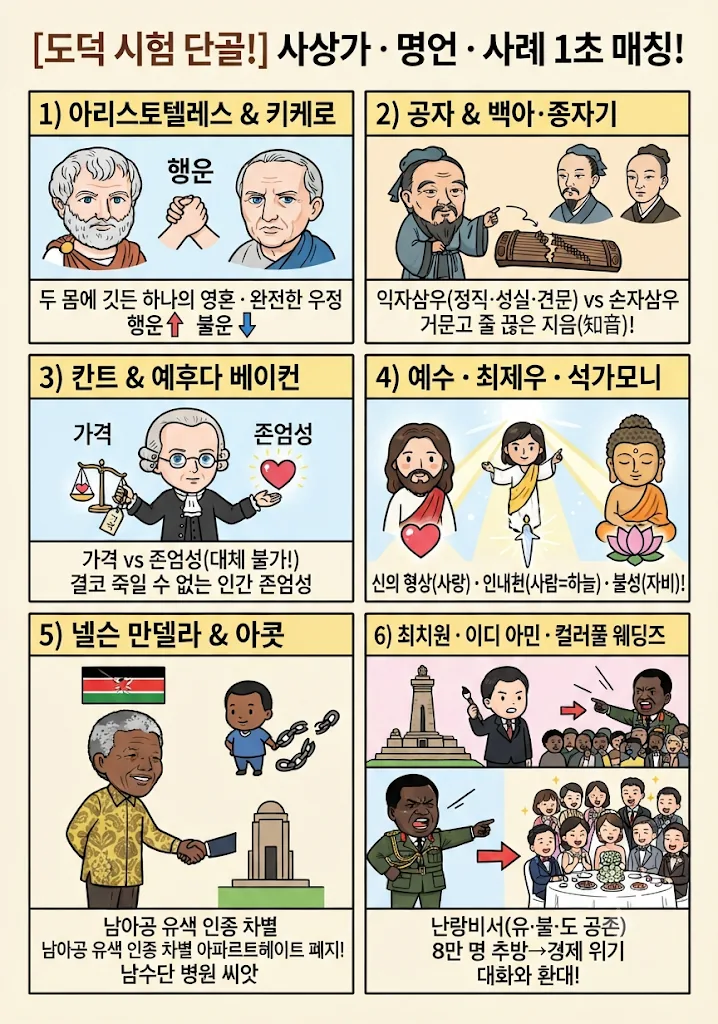 [도덕 시험 단골!] 사상가·명언·사례 1초 매칭!
1) 아리스토텔레스 & 키케로
행운
두 몸에 깃든 하나의 영혼·완전한 우정
행운↑ 불운↓
2) 공자 & 백아·종자기
익자삼우(정직·성실·견문) vs 손자삼우
거문고 줄 끊은 지음(知音)!
3) 칸트 & 예후다 베이컨
가격
존엄성
가격 vs 존엄성(대체 불가!)
결코 죽일 수 없는 인간 존엄성
4) 예수·최제우·석가모니
신의 형상(사랑)·인내천(사람=하늘)·불성(자비)!
5) 넬슨 만델라 & 아콧
남아공 유색 인종 차별
남아공 유색 인종 차별 아파르트헤이트 폐지!
남수단 병원 씨앗
6) 최치원·이디 아민·컬러풀 웨딩즈
난랑비서(유·불·도 공존)
8만 명 추방→경제 위기
대화와 환대!